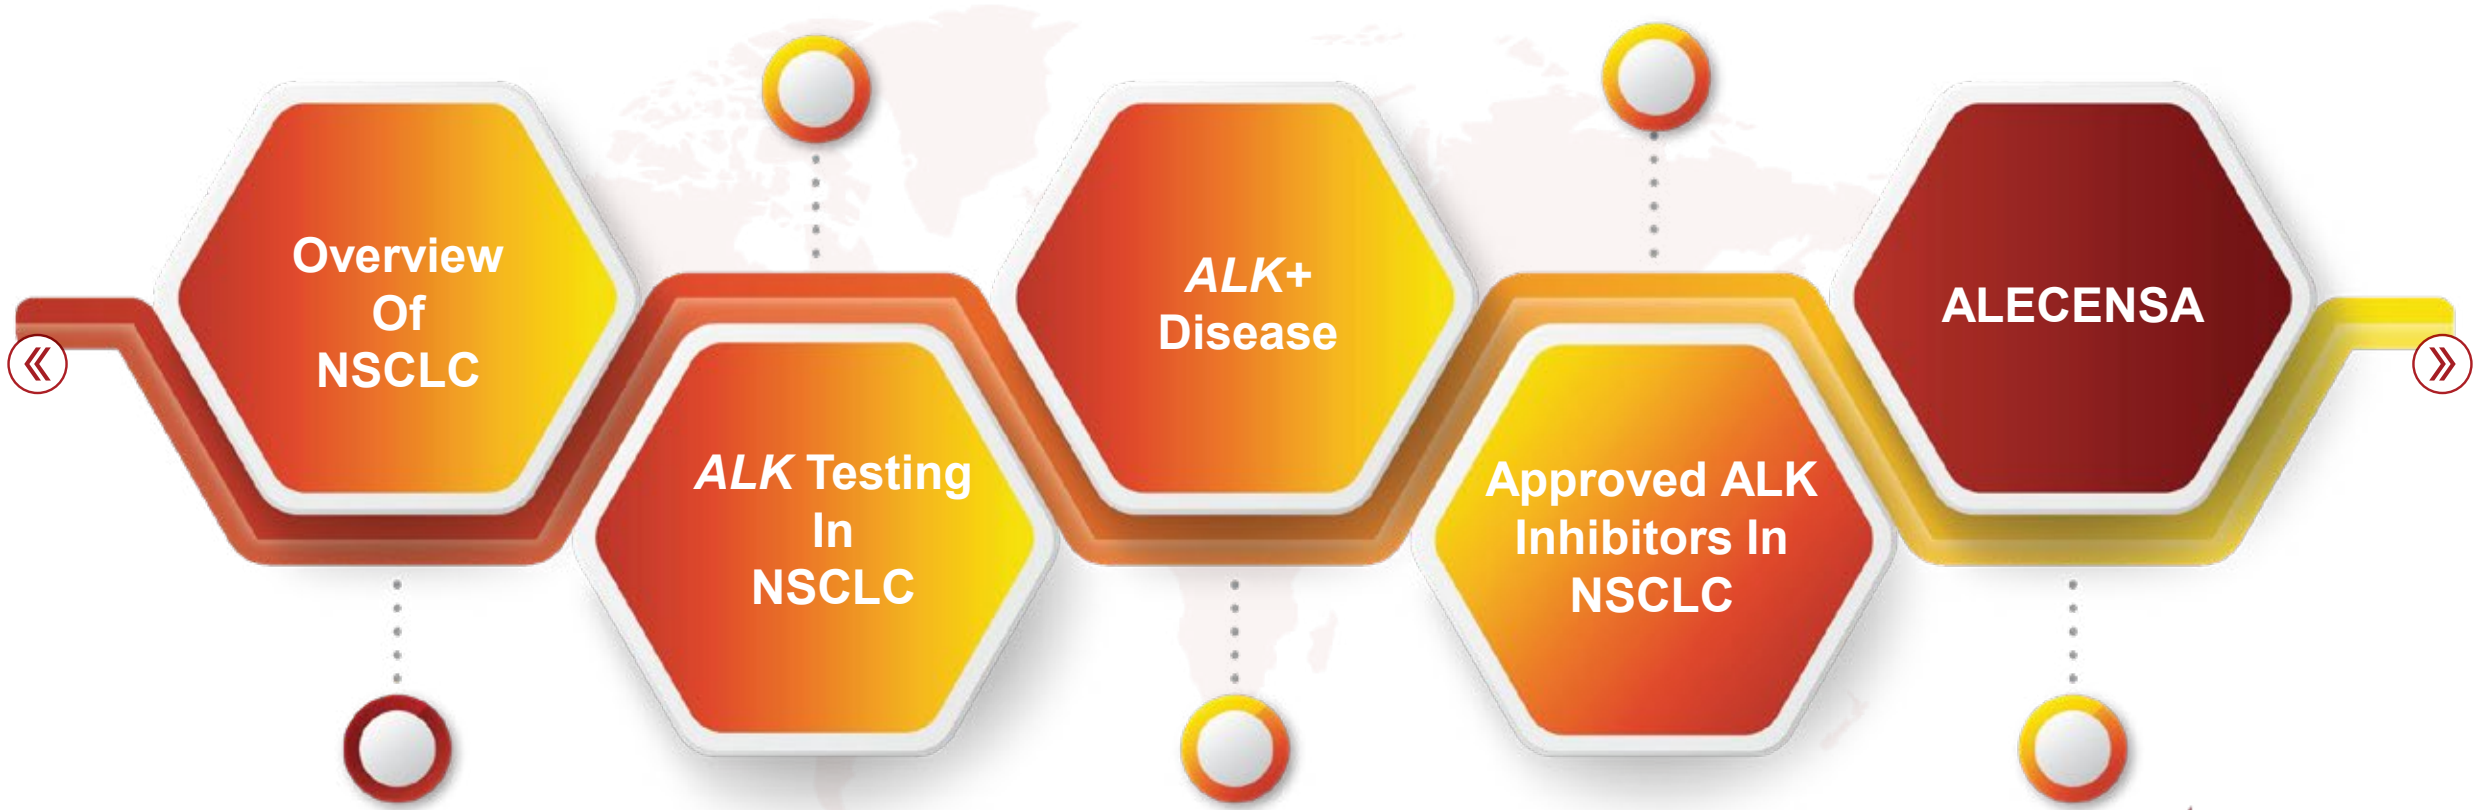 Overview
Of
NSCLC
ALK Testing
In
NSCLC
ALK+
Disease
Approved ALK
Inhibitors In
NSCLC
ALECENSA